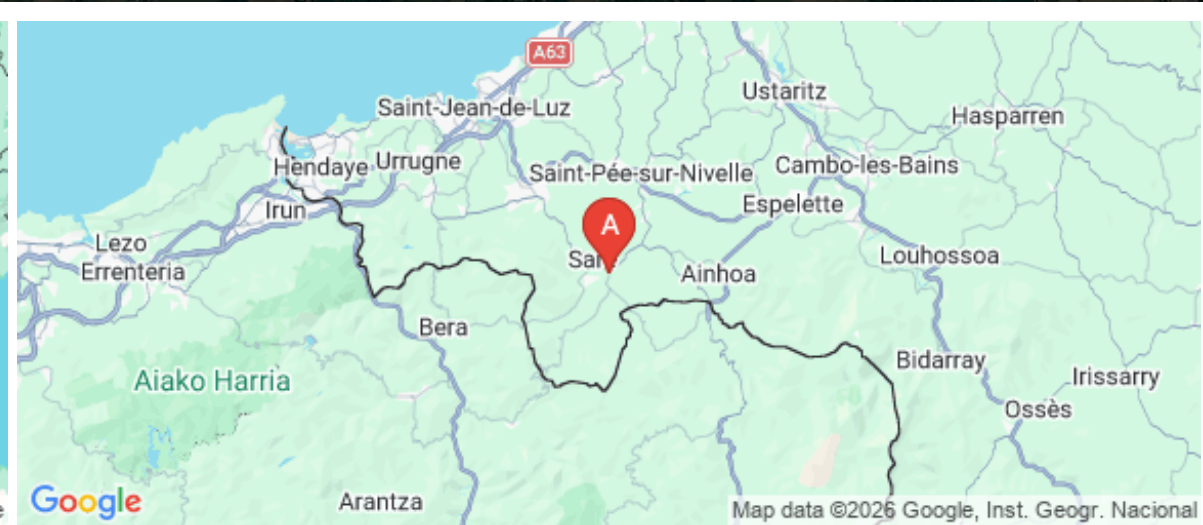 A63
Ustaritz
Saint-Jean-de-Luz
Hasparren
Hendaye
Urrugne
Saint-Pée-sur-Nivelle
Cambo-les-Bains
Irun
Espelette
A
Lezo
Errenteria
Ainhoa
Louhossoa
Bera
Bidarray
Aiako Harria
Irissarry
Ossès
Google
Arantza
Map data ©2026 Google, Inst. Geogr. Nacional